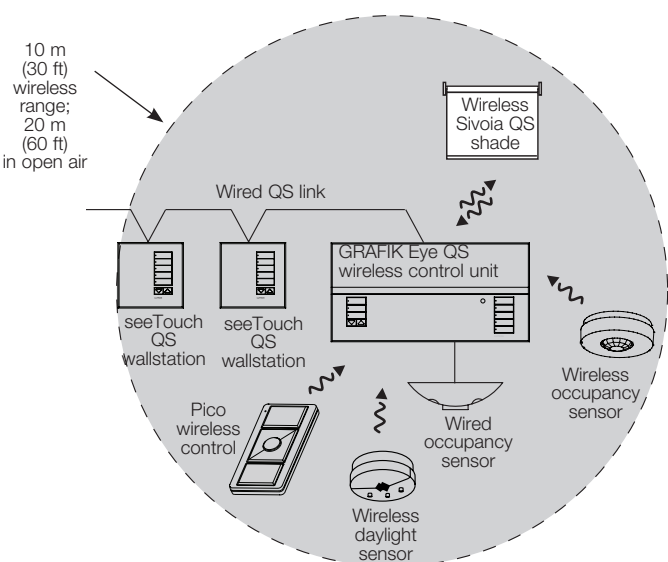 10 m
(30 ft)
wireless
range;
20 m
(60 ft)
in open air
Wireless
Sivoia QS
shade
Wired QS link
GRAFIK Eye QS
wireless control unit
seeTouch
QS
wallstation
seeTouch
QS
wallstation
Wireless
occupancy
sensor
Pico
wireless
control
Wired
occupancy
sensor
Wireless
daylight
sensor